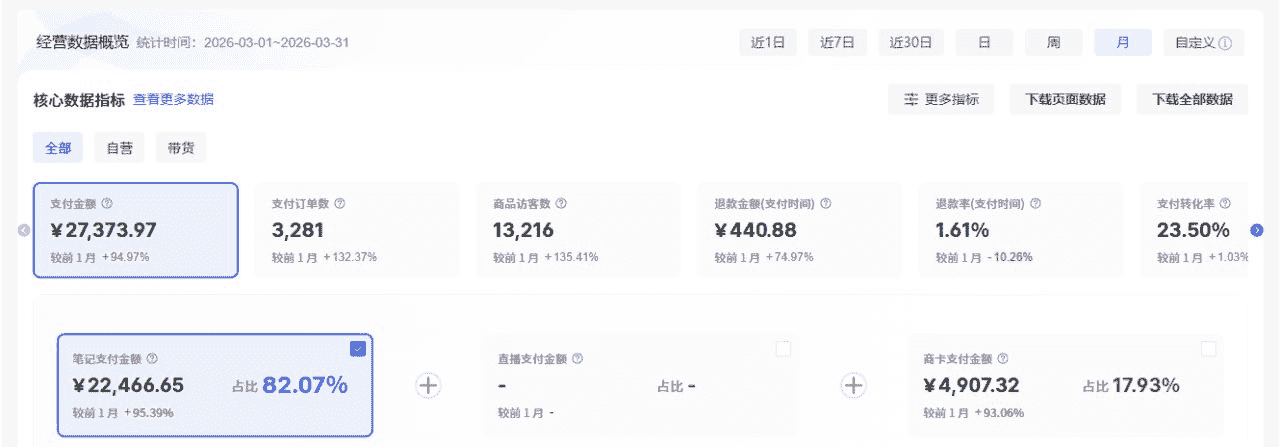 经营数据概览 统计时间：2026-03-01~2026-03-31 近1日 近7日 近30日 日 周 月 自定义
核心数据指标 查看更多数据 更多指标 下载页面数据 下载全部数据
全部 自营 带货
支付金额 支付订单数 商品访客数 退款金额(支付时间) 退款率(支付时间) 支付转化率
¥27,373.97 3,281 13,216 ¥440.88 1.61% 23.50%
较前1月 +94.97% 较前1月 +132.37% 较前1月 +135.41% 较前1月 +74.97% 较前1月 -10.26% 较前1月 +1.03%
笔记支付金额 直播支付金额 商卡支付金额
¥22,466.65 占比 82.07% - 占比 - ¥4,907.32 占比 17.93%
较前1月 +95.39% 较前1月 - 较前1月 +93.06%